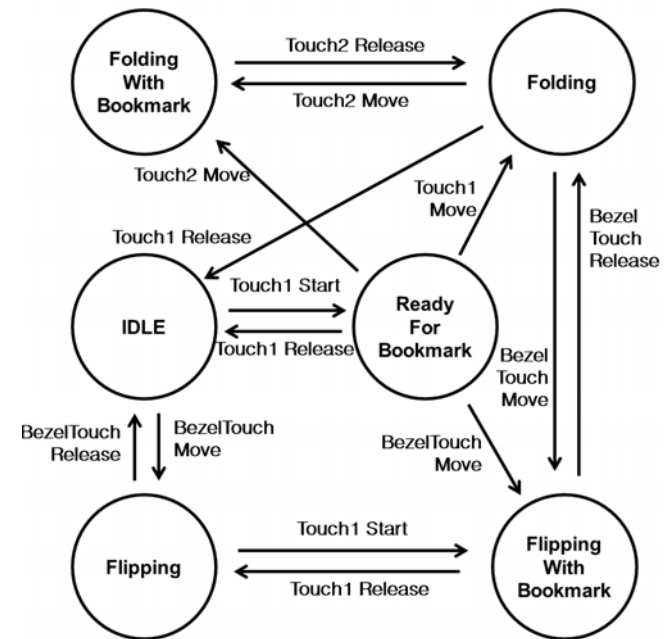 Folding
With
Bookmark
Touch2 Release
Touch2 Move
Folding
Touch2 Move
Touch1
Move
Touch1 Release
Bezel
Touch
Release
IDLE
Touch1 Start
Touch1 Release
Ready
For
Bookmark
Bezel
Touch
Move
BezelTouch
Release
BezelTouch
Move
BezelTouch
Move
Flipping
Touch1 Start
Touch1 Release
Flipping
With
Bookmark